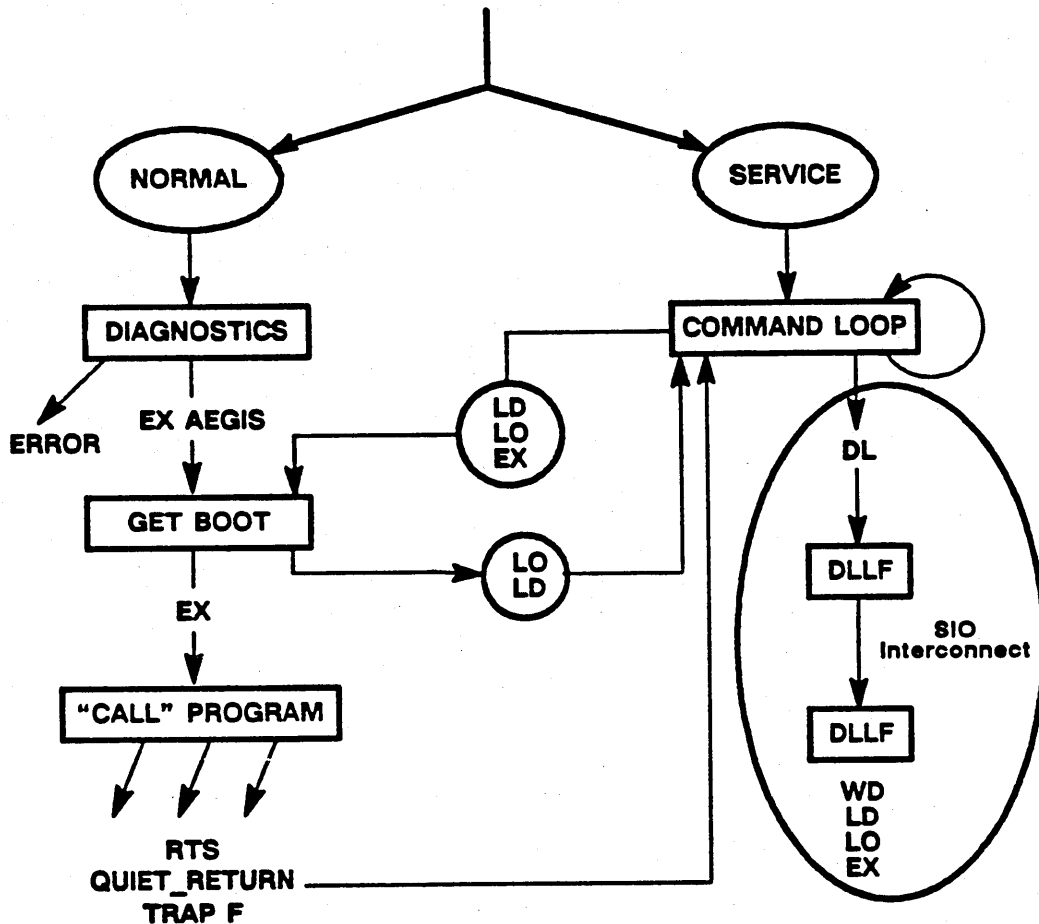 NORMAL
SERVICE
DIAGNOSTICS
COMMAND LOOP
ERROR
EX AEGIS
LD
LO
EX
DL
GET BOOT
LO
LD
DLLF
EX
SIO
Interconnect
"CALL" PROGRAM
DLLF
WD
LD
LO
EX
RTS
QUIET_RETURN
TRAP F